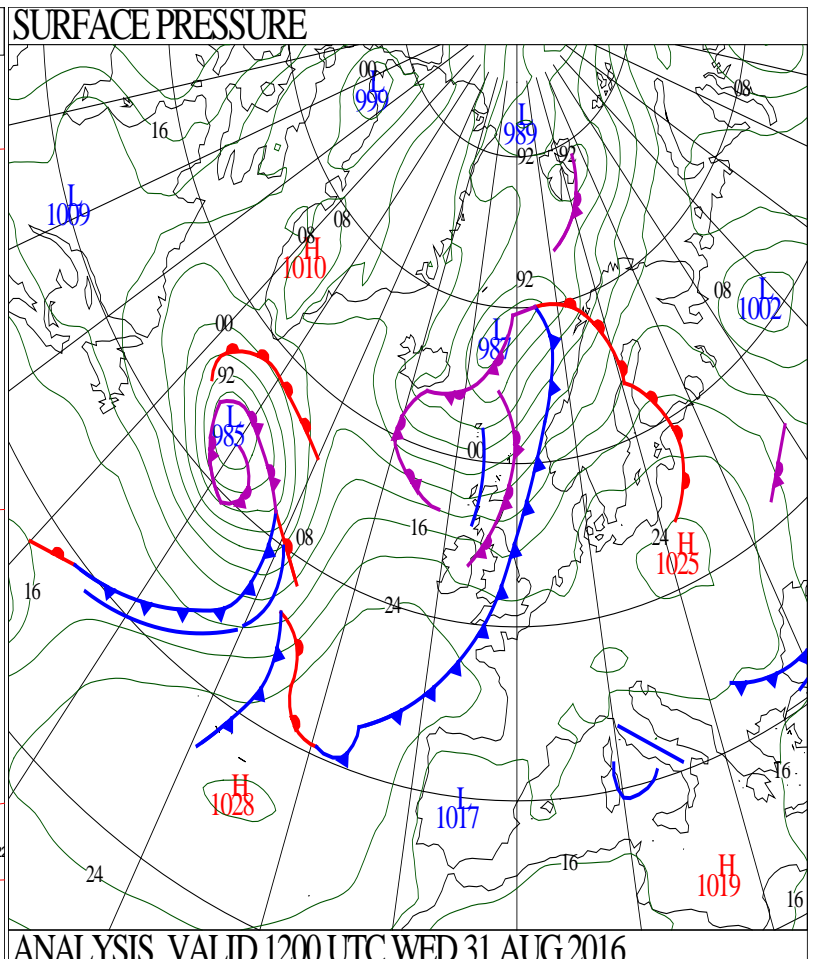 SURFACE PRESSURE
00
L
999
08
16
L
989
92
92
L
1009
08
08
H
1010
92
08
L
1002
00
L
987
92
L
985
00
16
08
24
H
1025
16
24
H
1028
L
1017
16
24
16
H
1019
16
ANALYSIS VALID 1200 UTC WED 31 AUG 2016